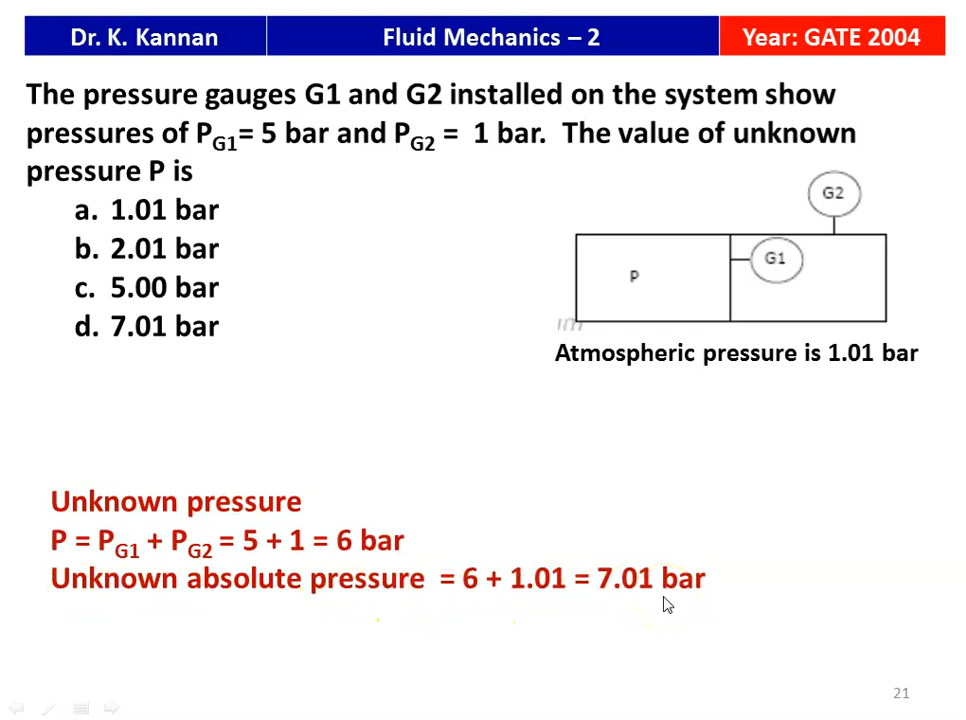 Dr. K. Kannan
Fluid Mechanics – 2
Year: GATE 2004
The pressure gauges G1 and G2 installed on the system show
pressures of PG1= 5 bar and PG2 = 1 bar. The value of unknown
pressure P is
a. 1.01 bar
b. 2.01 bar
c. 5.00 bar
d. 7.01 bar
G2
G1
P
Atmospheric pressure is 1.01 bar
Unknown pressure
P = PG1 + PG2 = 5 + 1 = 6 bar
Unknown absolute pressure = 6 + 1.01 = 7.01 bar
21